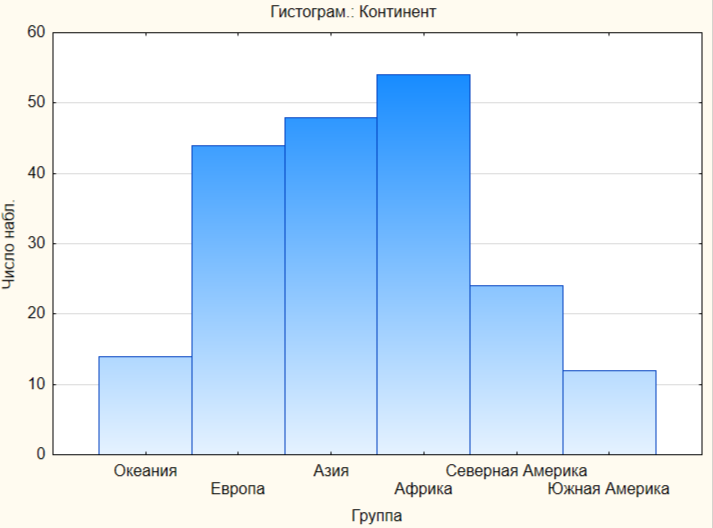 Гистограм.: Континент
60
50
40
30
20
10
0
Число набл.
Океания
Европа
Азия
Африка
Северная Америка
Южная Америка
Группа